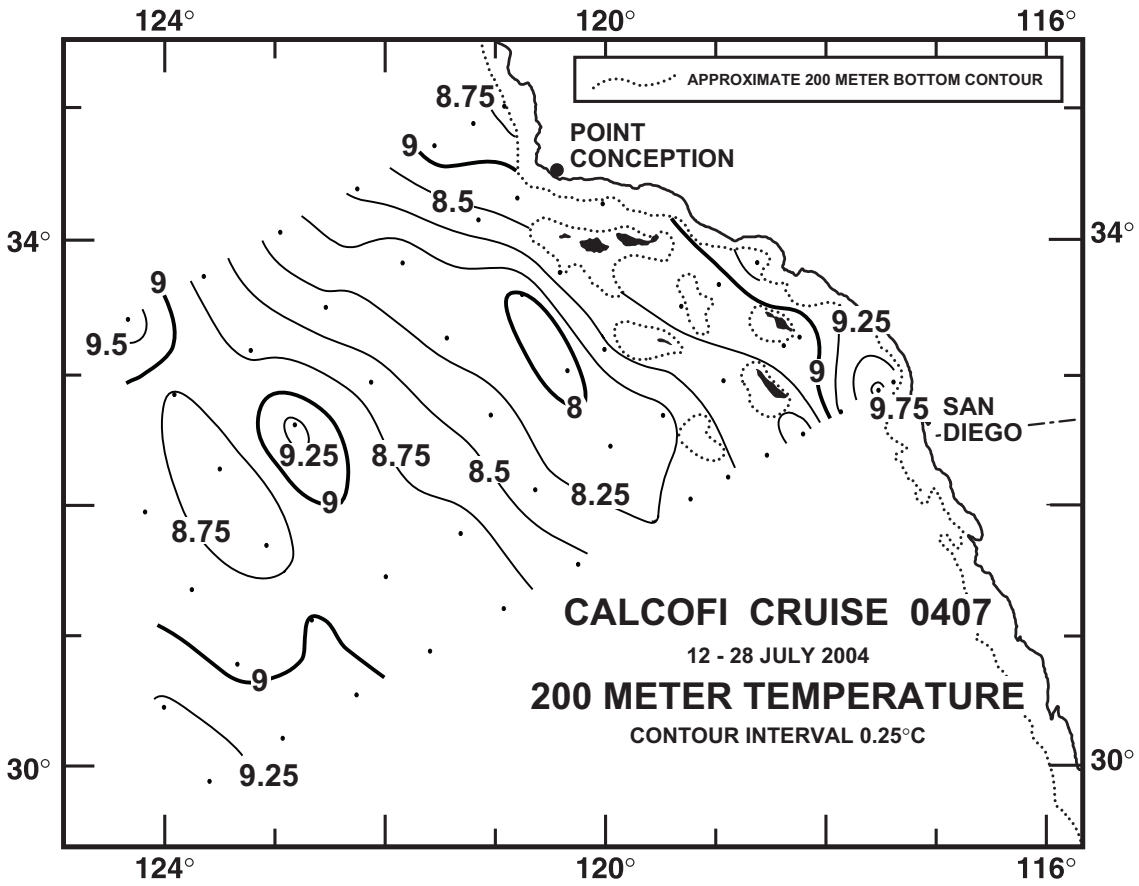 124° 120° 116°
APPROXIMATE 200 METER BOTTOM CONTOUR
8.75
POINT
CONCEPTION
9
8.5
34° 34°
9
9.25
9.5
9
8
9.75
SAN
DIEGO
9.25
8.75
8.5
8.25
9
8.75
CALCOFI CRUISE 0407
12 - 28 JULY 2004
9
200 METER TEMPERATURE
CONTOUR INTERVAL 0.25°C
30° 30°
9.25
124° 120° 116°